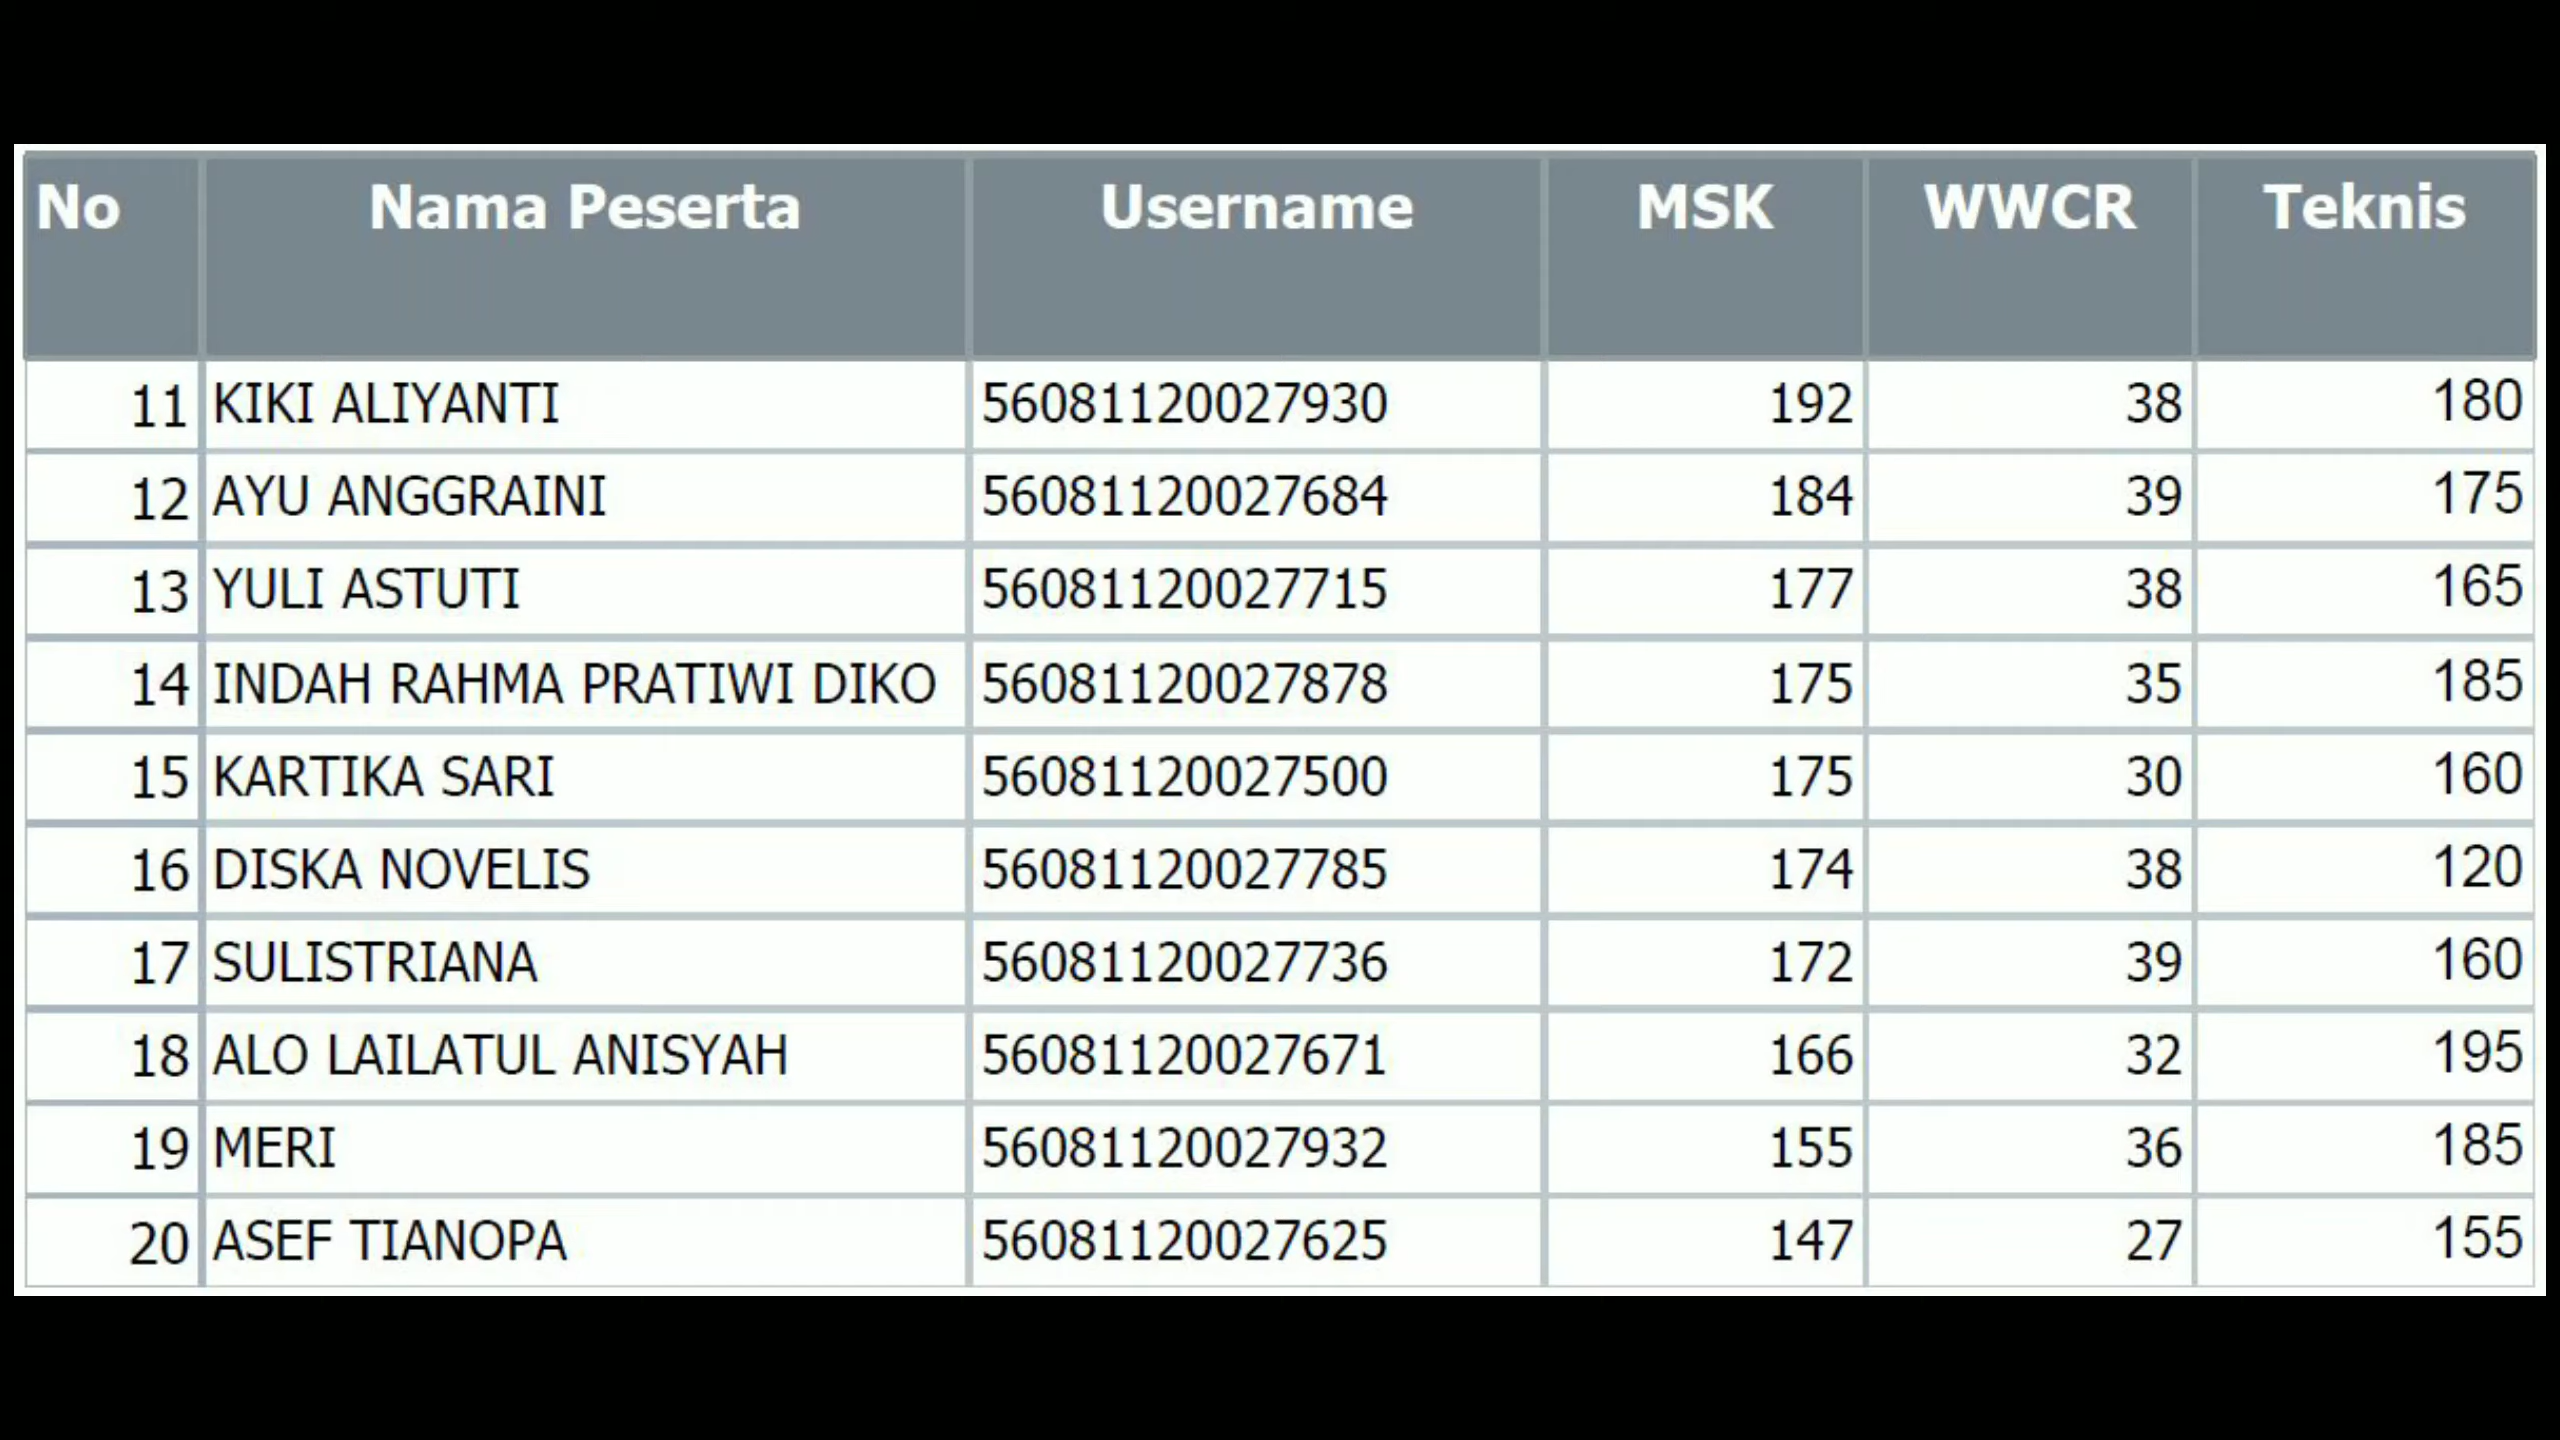 No Nama Peserta Username MSK WWCR Teknis
11 KIKI ALIYANTI 56081120027930 192 38 180
12 AYU ANGGRAINI 56081120027684 184 39 175
13 YULI ASTUTI 56081120027715 177 38 165
14 INDAH RAHMA PRATIWI DIKO 56081120027878 175 35 185
15 KARTIKA SARI 56081120027500 175 30 160
16 DISKA NOVELIS 56081120027785 174 38 120
17 SULISTRIANA 56081120027736 172 39 160
18 ALO LAILATUL ANISYAH 56081120027671 166 32 195
19 MERI 56081120027932 155 36 185
20 ASEF TIANOPA 56081120027625 147 27 155